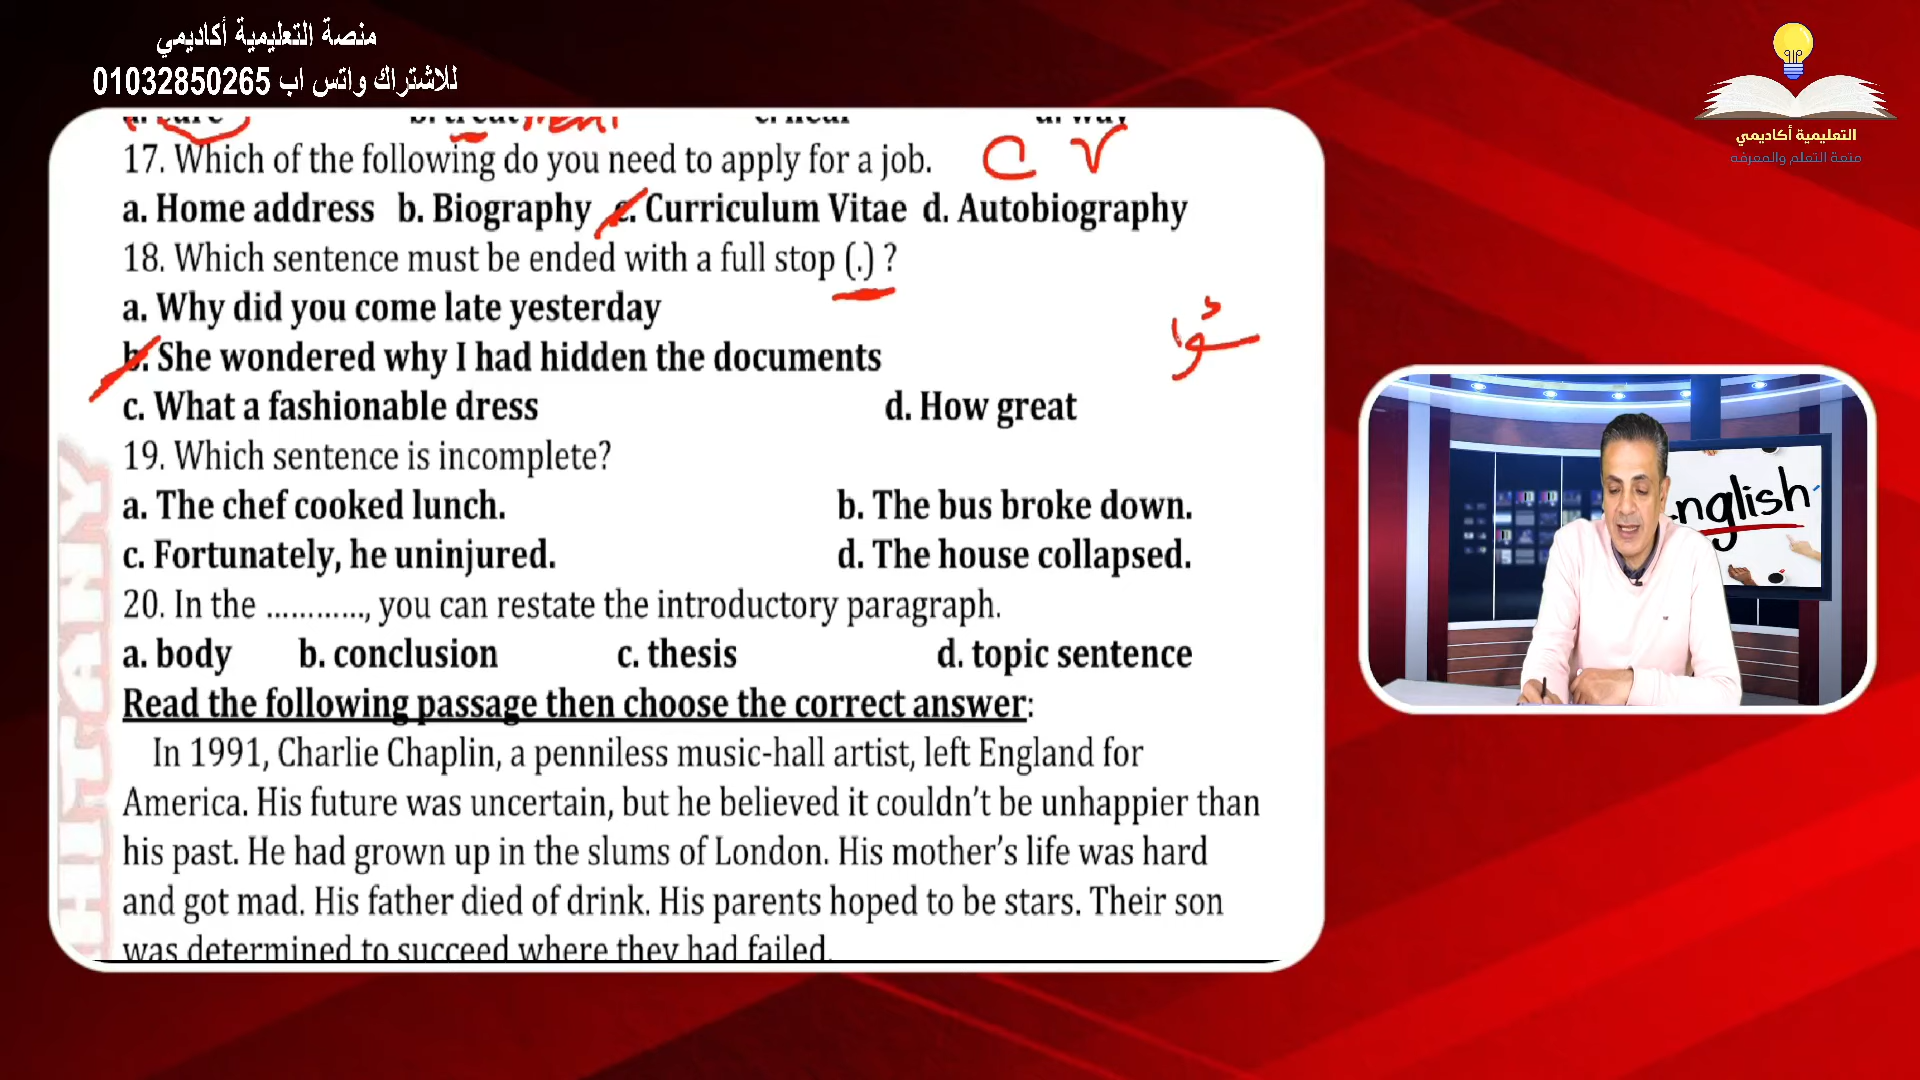 منصة التعليمية أكاديمي
للاشتراك واتس اب 01032850265
التعليمية أكاديمي
متعة التعلم والمعرفه
17. Which of the following do you need to apply for a job. C V
a. Home address b. Biography c. Curriculum Vitae d. Autobiography
18. Which sentence must be ended with a full stop (.) ?
a. Why did you come late yesterday
b. She wondered why I had hidden the documents
c. What a fashionable dress d. How great
19. Which sentence is incomplete?
a. The chef cooked lunch. b. The bus broke down.
c. Fortunately, he uninjured. d. The house collapsed.
20. In the ............, you can restate the introductory paragraph.
a. body b. conclusion c. thesis d. topic sentence
Read the following passage then choose the correct answer:
In 1991, Charlie Chaplin, a penniless music-hall artist, left England for
America. His future was uncertain, but he believed it couldn't be unhappier than
his past. He had grown up in the slums of London. His mother's life was hard
and got mad. His father died of drink. His parents hoped to be stars. Their son
was determined to succeed where they had failed.
HITANY
nglish